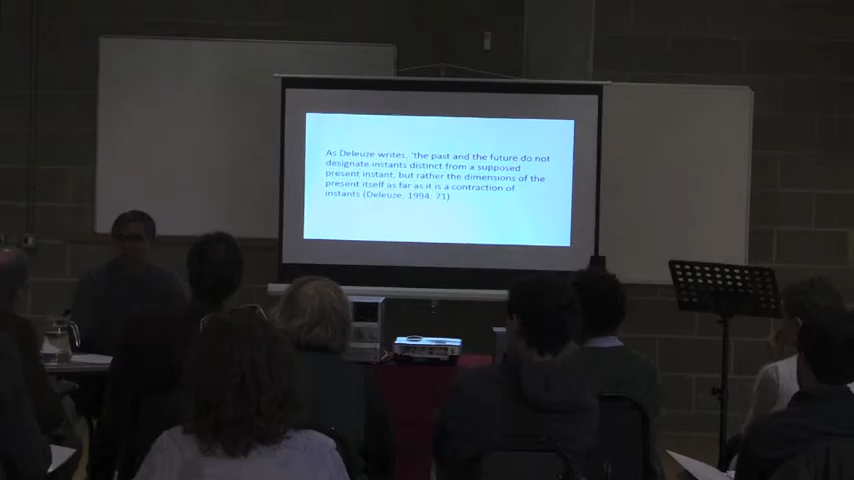 As Deleuze writes, 'the past and the future do not
designate instants distinct from a supposed
present instant, but rather the dimensions of the
present itself as far as it is a contraction of
instants (Deleuze, 1994: 71).